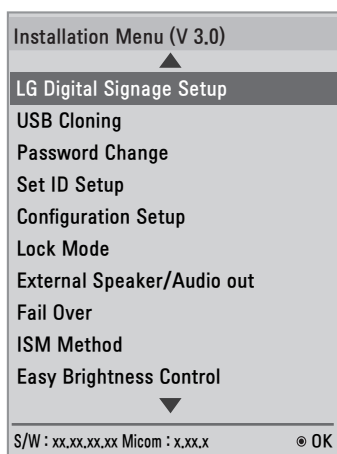 Installation Menu (V 3.0)
LG Digital Signage Setup
USB Cloning
Password Change
Set ID Setup
Configuration Setup
Lock Mode
External Speaker/Audio out
Fail Over
ISM Method
Easy Brightness Control
S/W : xx.xx.xx.xx Micom : x.xx.x ◉ OK